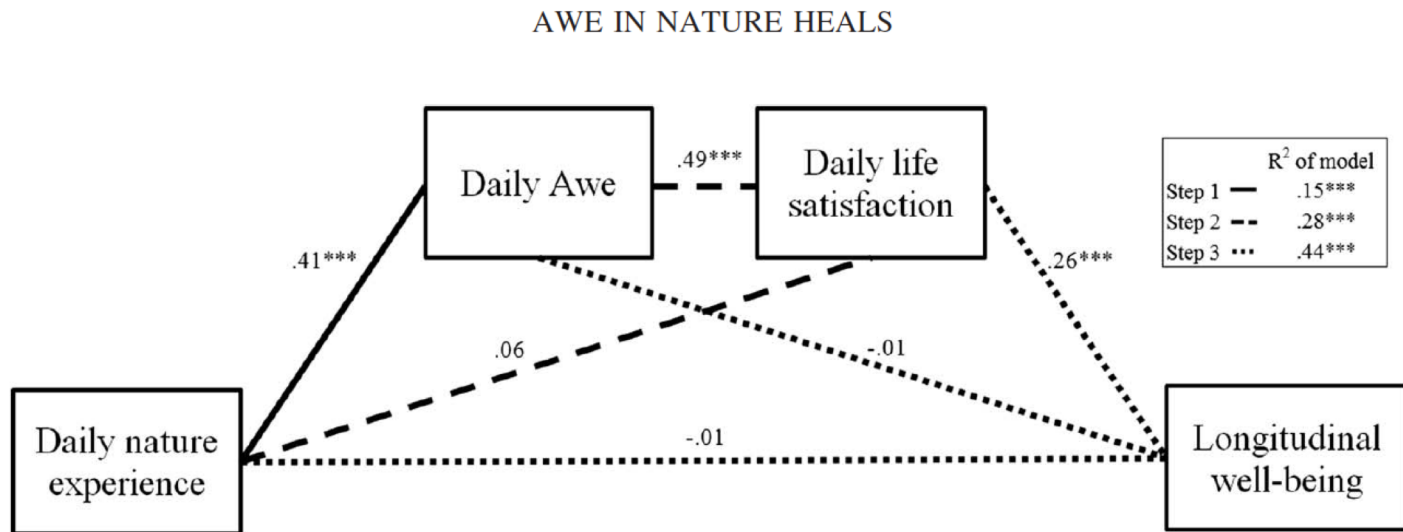 AWE IN NATURE HEALS
Daily Awe
.49***
Daily life
satisfaction
R² of model
Step 1 .15***
Step 2 .28***
Step 3 .44***
.41***
.26***
.06
-.01
Daily nature
experience
-.01
Longitudinal
well-being